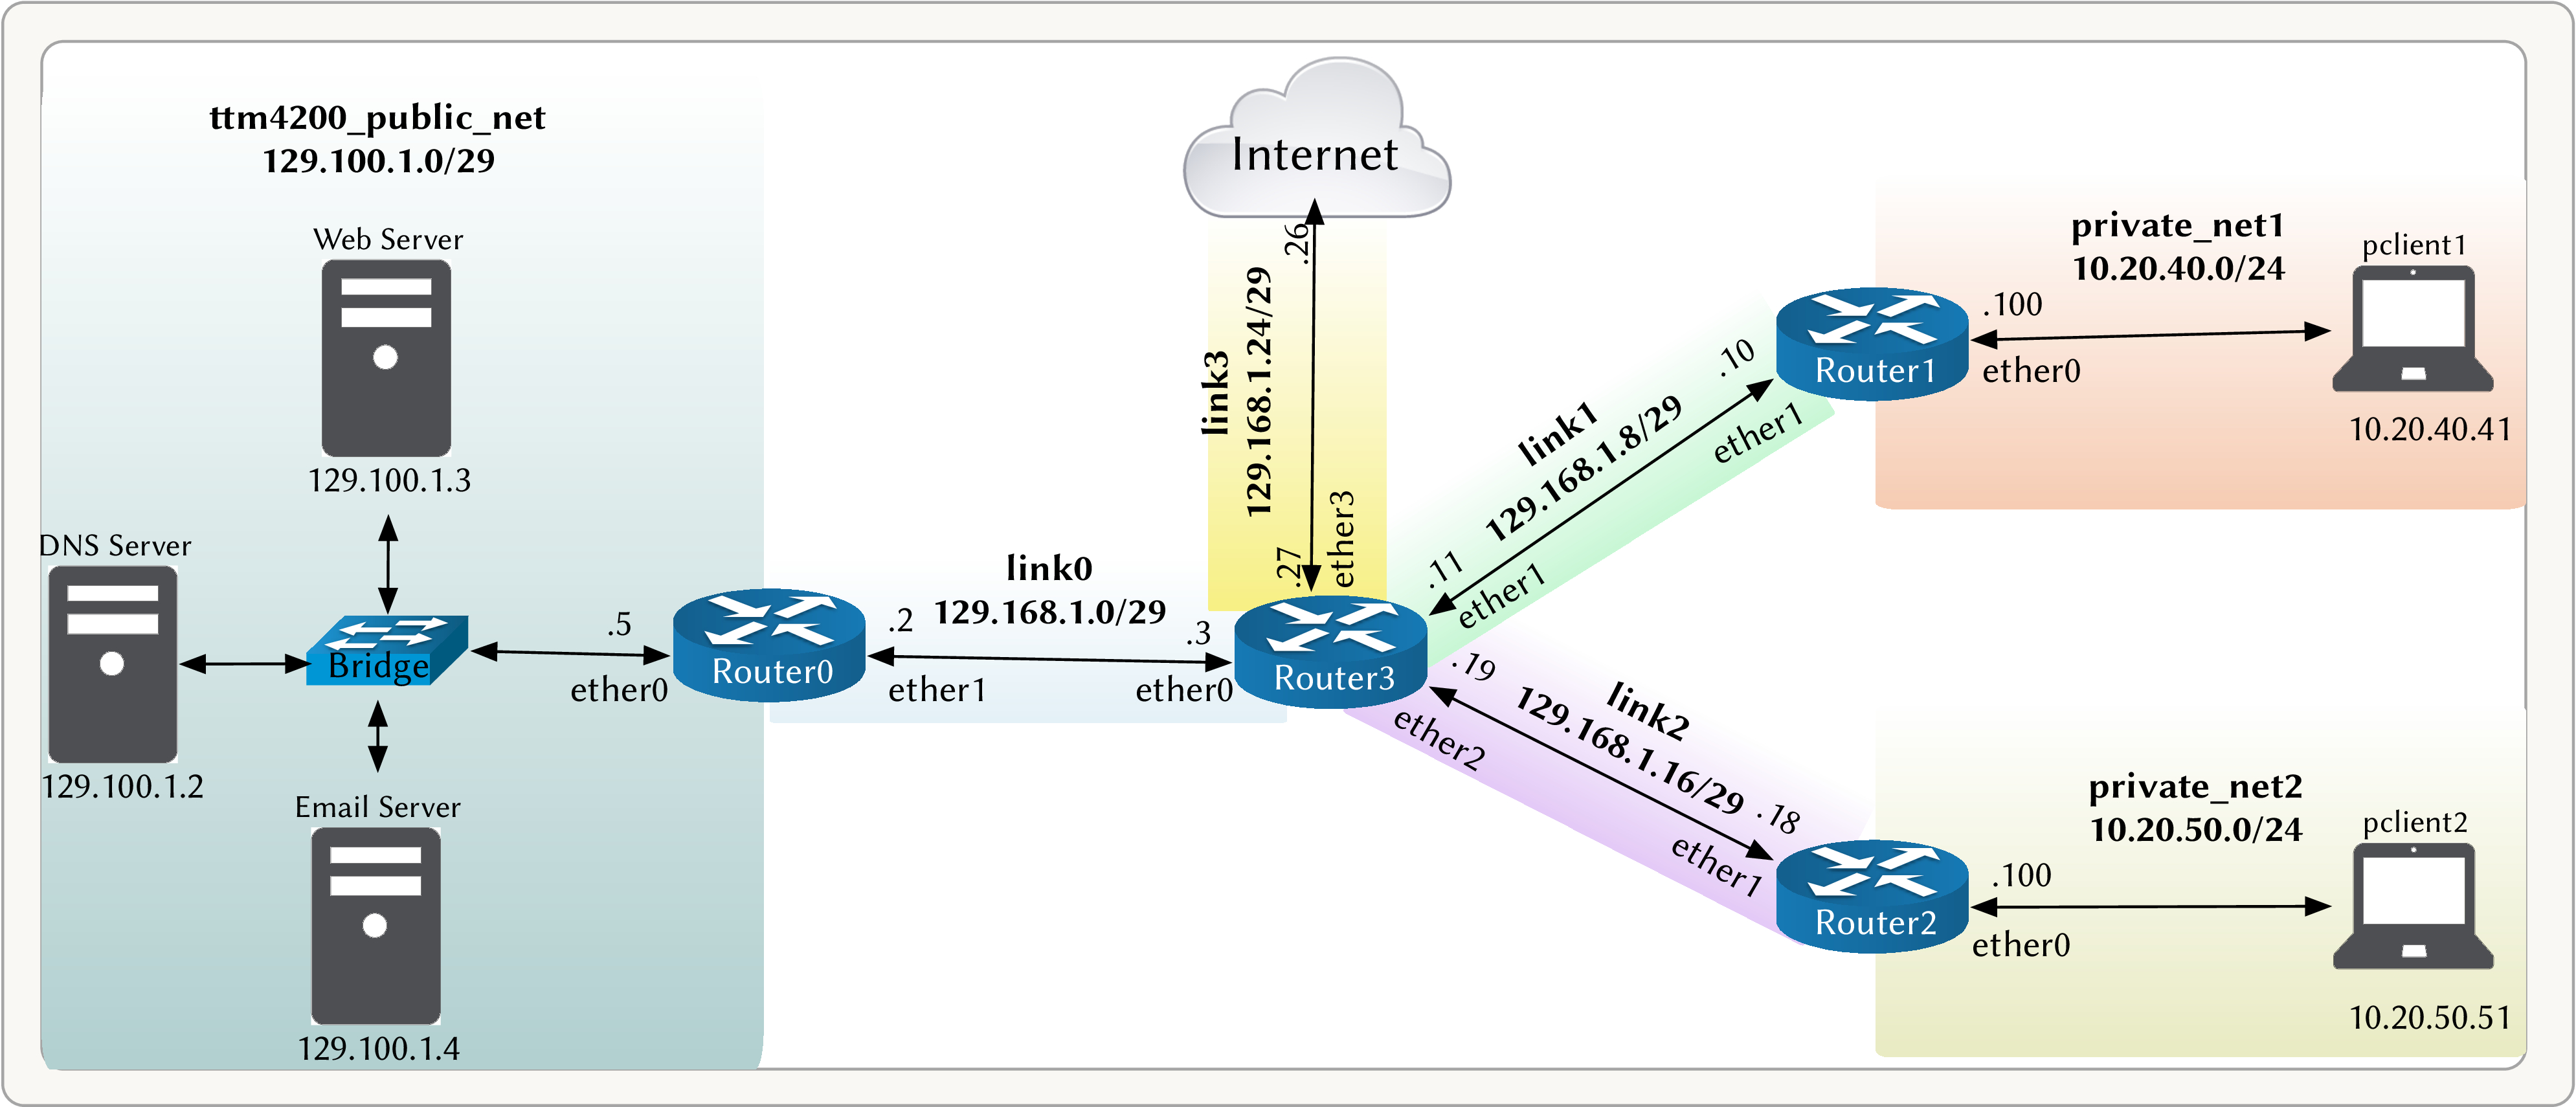 ttm4200_public_net
129.100.1.0/29
Web Server
129.100.1.3
DNS Server
129.100.1.2
Bridge
Email Server
129.100.1.4
.5
ether0
Router0
.2
ether1
link0
129.168.1.0/29
.3
ether0
Router3
Internet
.26
link3
129.168.1.24/29
.27
ether3
link1
129.168.1.8/29
.10
ether1
.11
ether1
Router1
.100
ether0
private_net1
10.20.40.0/24
pclient1
10.20.40.41
.19
ether2
link2
129.168.1.16/29
.18
ether1
Router2
.100
ether0
private_net2
10.20.50.0/24
pclient2
10.20.50.51